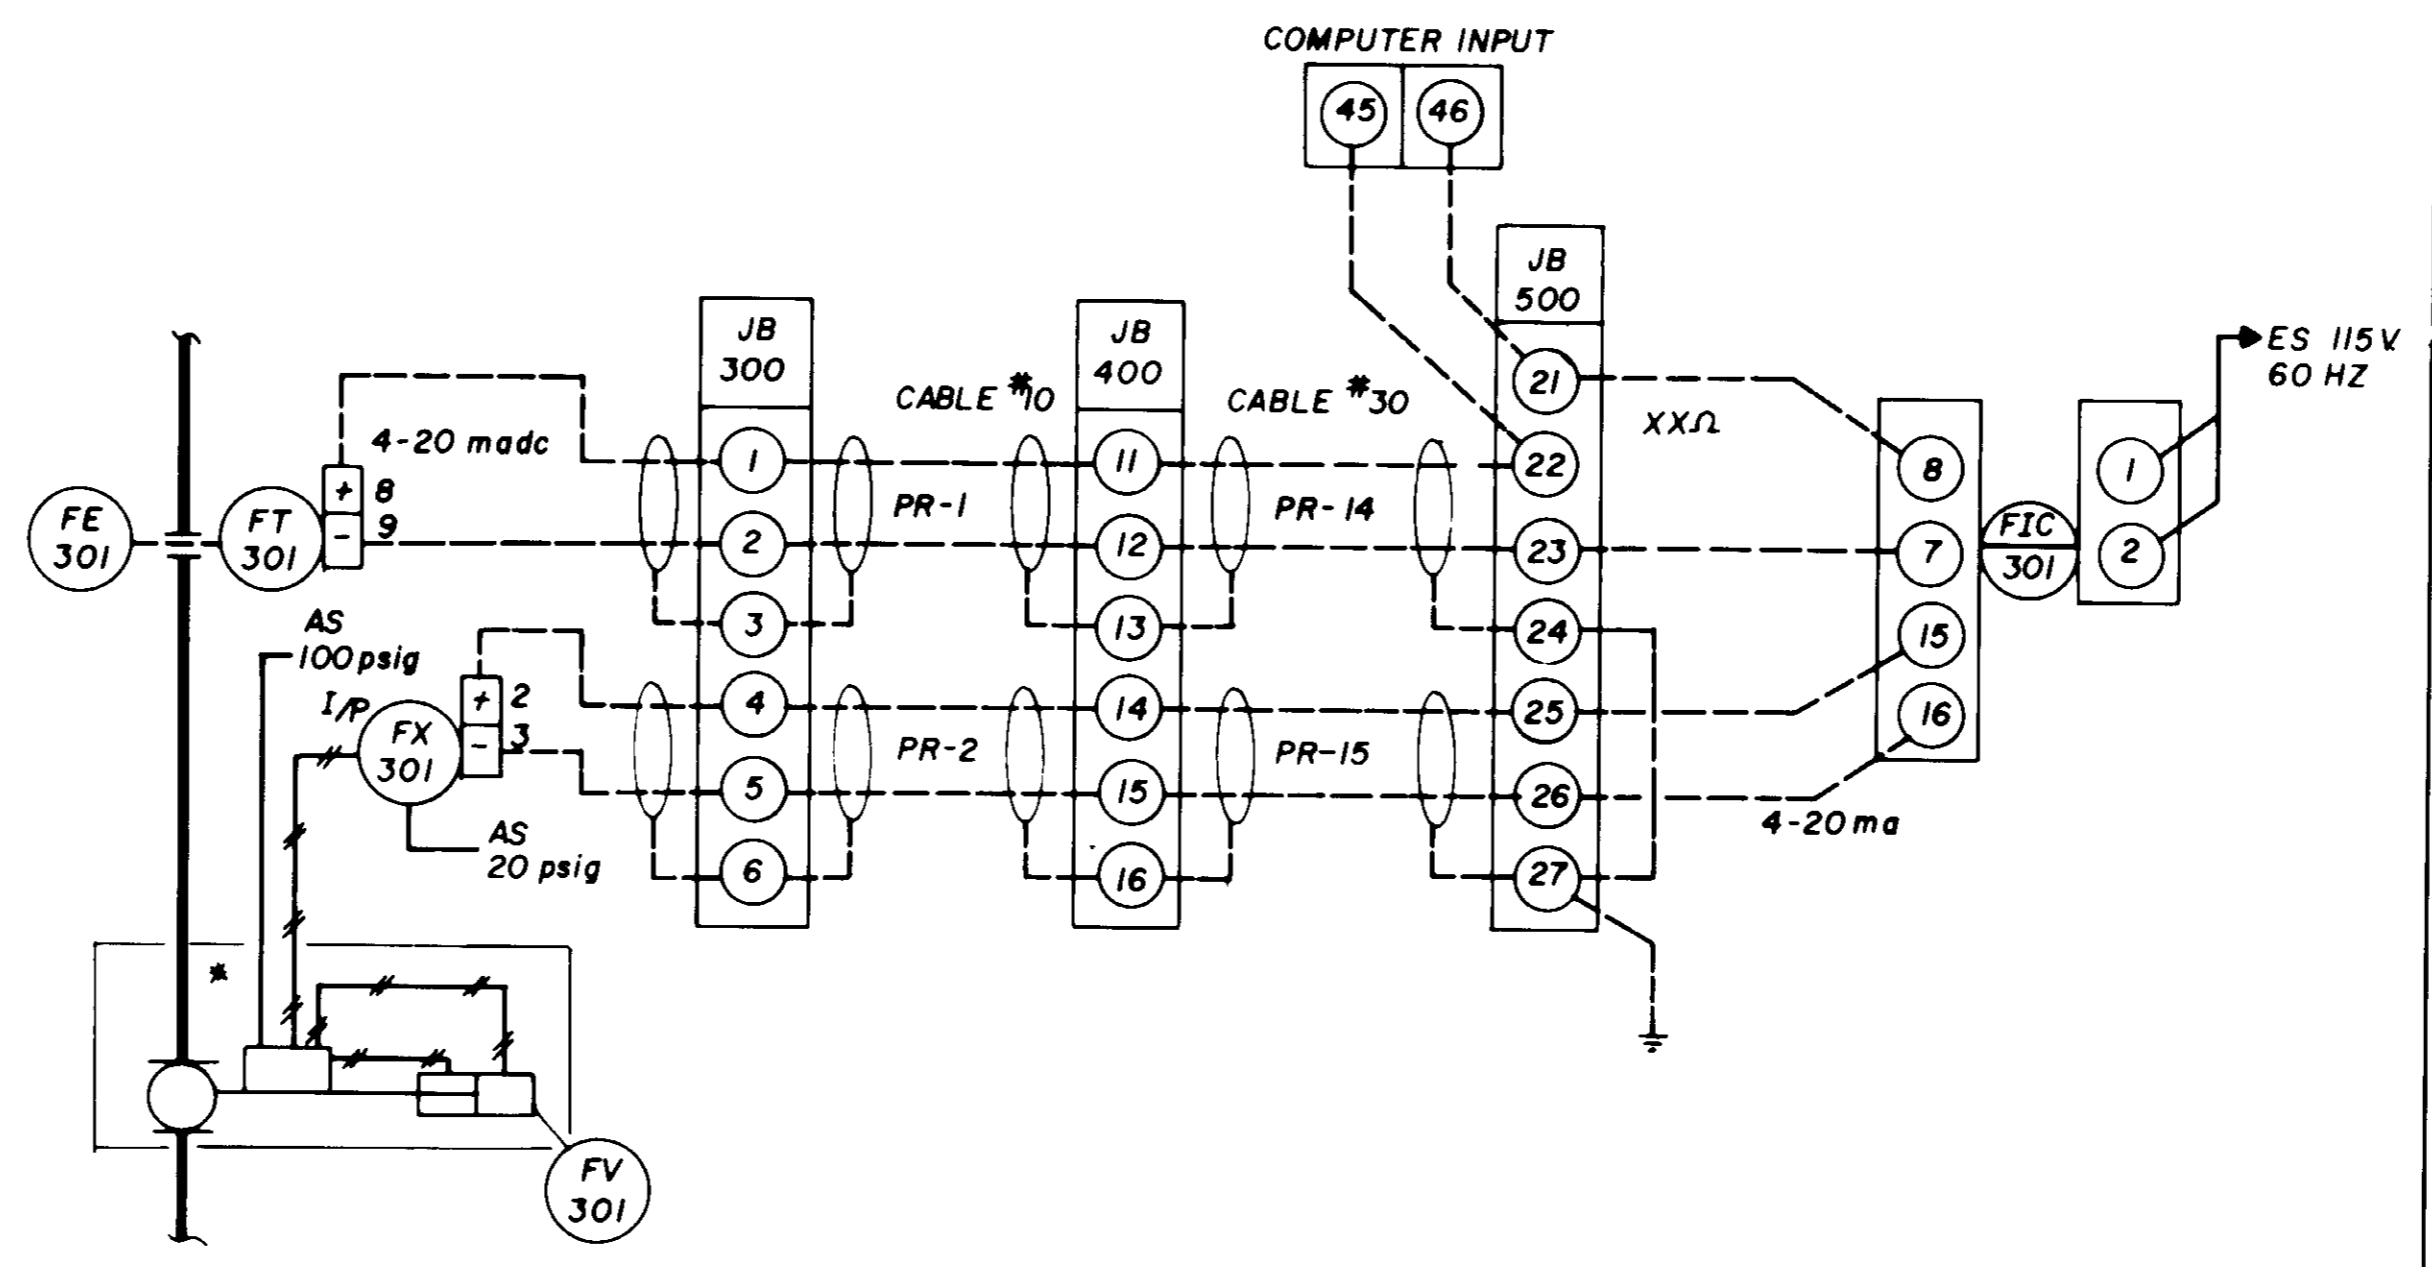 COMPUTER INPUT
45 46
JB
500
JB
300
JB
400
ES 115V.
60 HZ
CABLE #10
CABLE #30
21
XXΩ
4-20 madc
1
11
22
8
1
+ 8
- 9
PR-1
PR-14
FE
301
FT
301
2
12
23
7
FIC
301
2
3
13
24
15
AS
100 psig
I/P
+ 2
- 3
FX
301
4
14
25
16
PR-2
PR-15
5
15
26
4-20 ma
AS
20 psig
6
16
27
*
FV
301